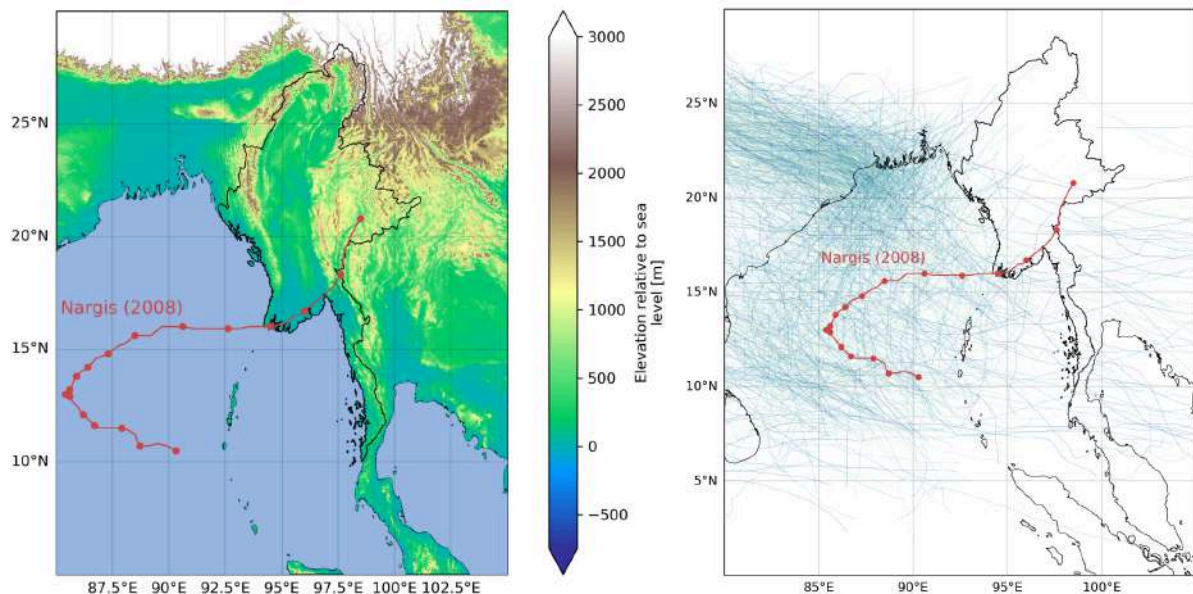 25°N
20°N
15°N
10°N
Nargis (2008)
87.5°E
90°E
92.5°E
95°E
97.5°E
100°E
102.5°E
3000
2500
2000
1500
1000
500
0
−500
Elevation relative to sea
level [m]
25°N
20°N
15°N
10°N
5°N
Nargis (2008)
85°E
90°E
95°E
100°E